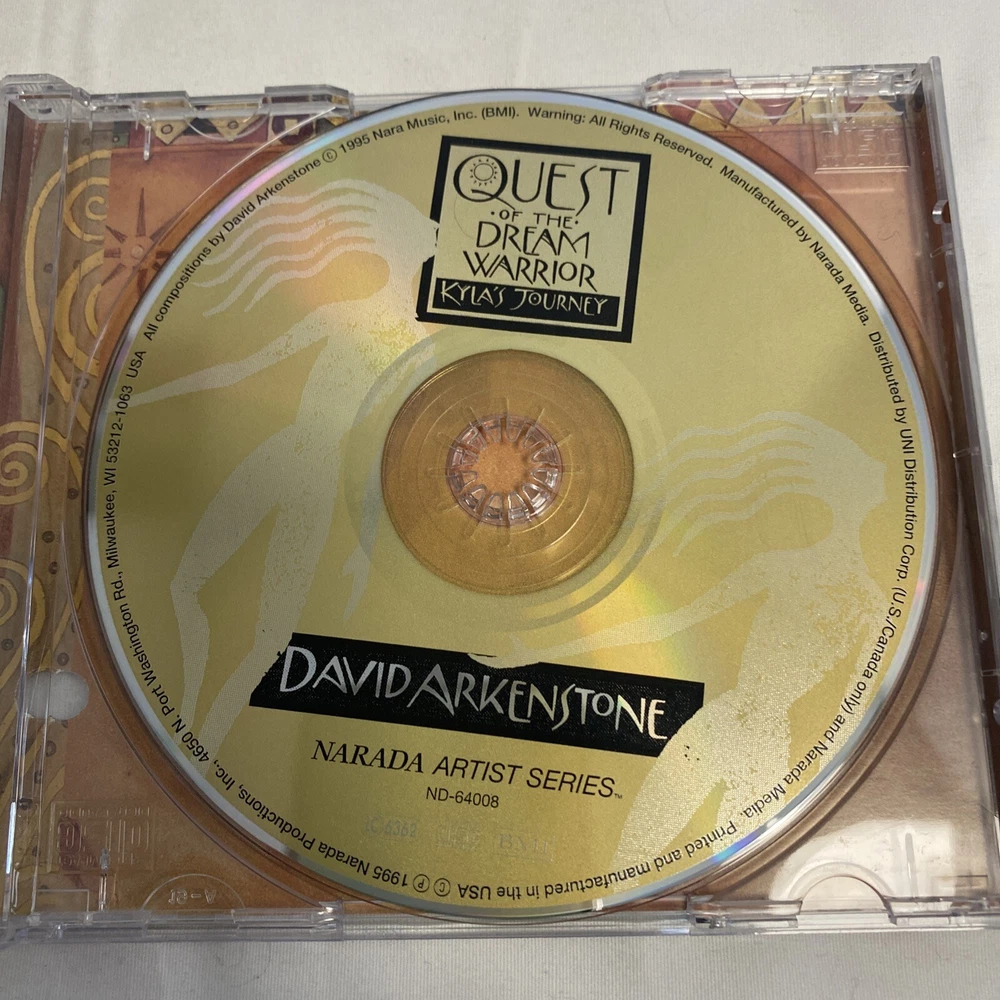 QUEST
·OF THE·
DREAM
WARRIOR
KYLA'S JOURNEY
DAVID ARKENSTONE
NARADA ARTIST SERIES™
ND-64008
All compositions by David Arkenstone © 1995 Nara Music, Inc. (BMI). Warning: All Rights Reserved. Manufactured by Narada Media. Distributed by UNI Distribution Corp. (U.S./Canada only) and Narada Media. Printed and manufactured in the USA © ℗ 1995 Narada Productions, Inc., 4650 N. Port Washington Rd., Milwaukee, WI 53212-1063 USA